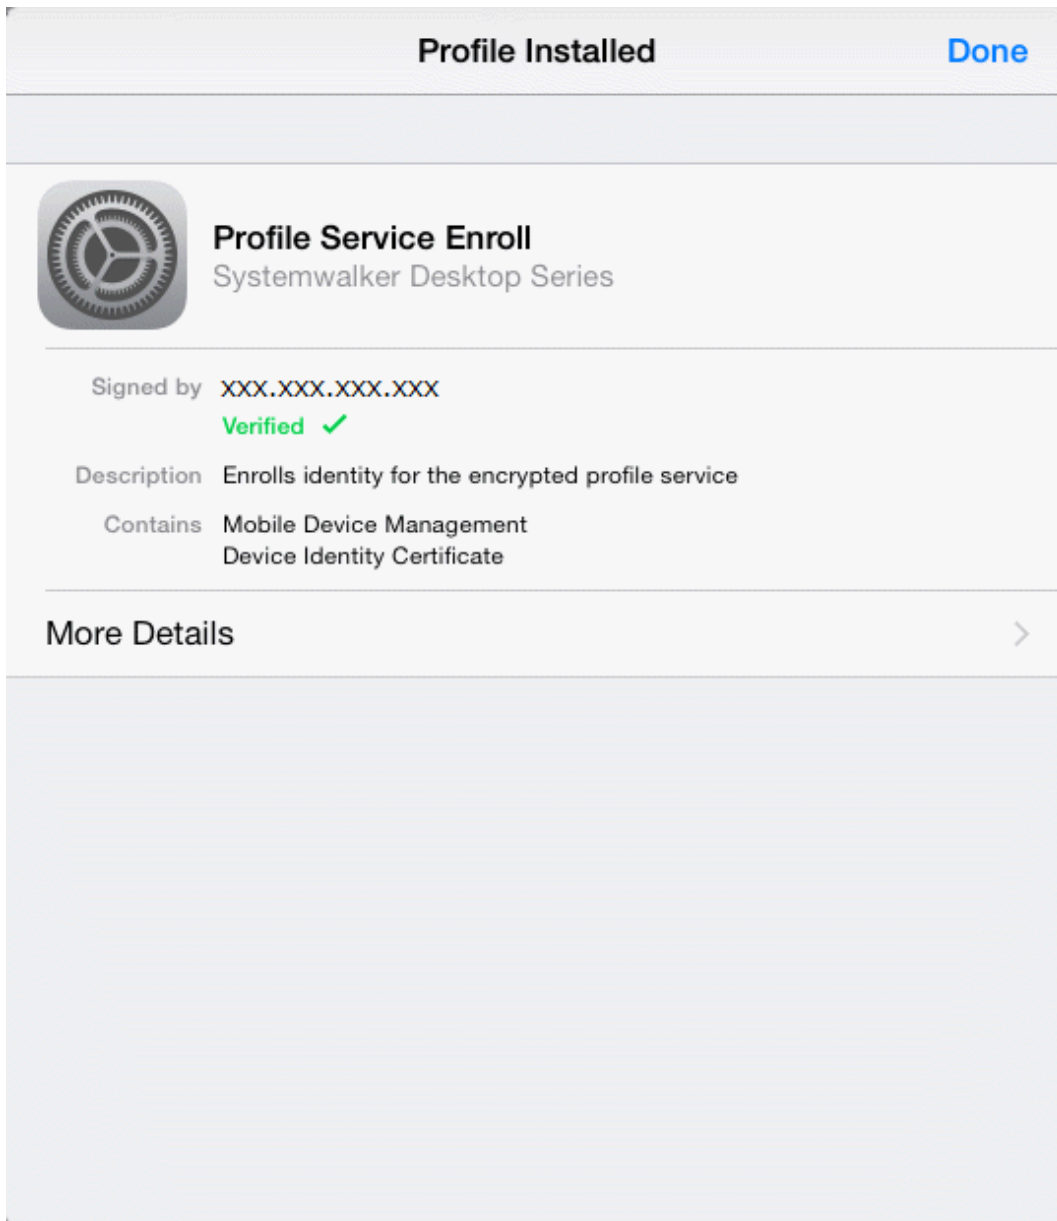 Profile Installed Done
Profile Service Enroll
Systemwalker Desktop Series
Signed by xxx.xxx.xxx.xxx
Verified ✓
Description Enrolls identity for the encrypted profile service
Contains Mobile Device Management
Device Identity Certificate
More Details